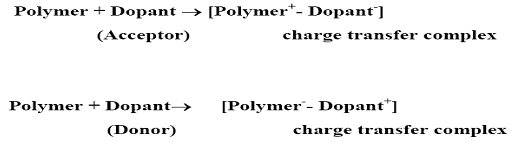 Polymer + Dopant → [Polymer⁺- Dopant⁻]
(Acceptor) charge transfer complex
Polymer + Dopant→ [Polymer⁻- Dopant⁺]
(Donor) charge transfer complex